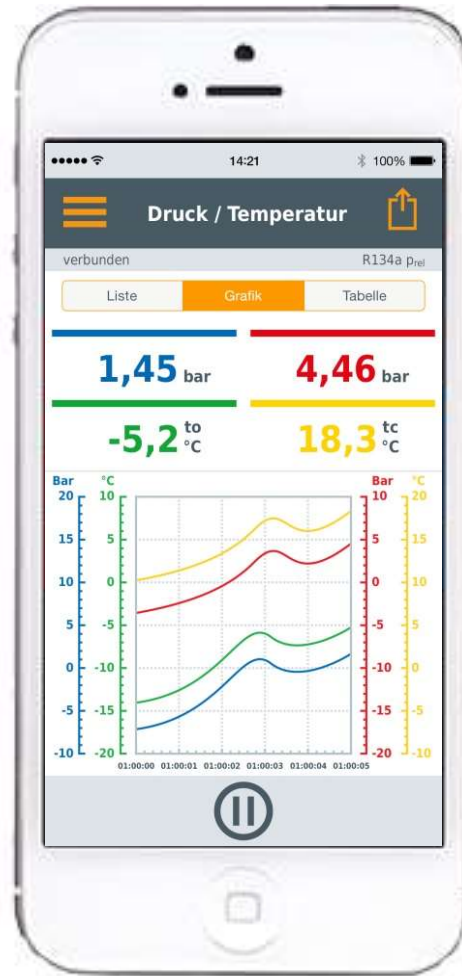 14:21 100%
Druck / Temperatur
verbunden R134a prel
Liste Grafik Tabelle
1,45 bar 4,46 bar
-5,2 to °C 18,3 tc °C
Bar °C Bar °C
20 10 10 20
15 5 5 15
10 0 0 10
5 -5 -5 5
0 -10 -10 0
-5 -15 -15 -5
-10 -20 -20 -10
01:00:00 01:00:01 01:00:02 01:00:03 01:00:04 01:00:05